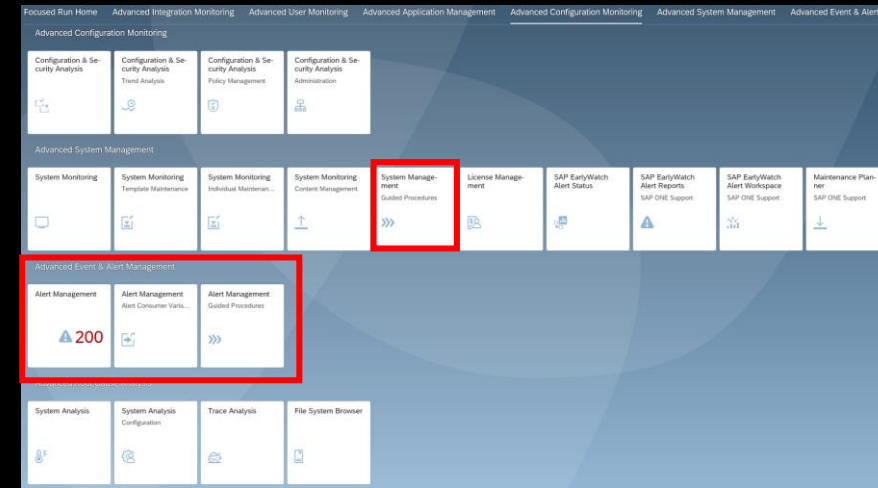 Focused Run Home Advanced Integration Monitoring Advanced User Monitoring Advanced Application Management Advanced Configuration Monitoring Advanced System Management Advanced Event & Alert
Advanced Configuration Monitoring
Configuration & Se-
curity Analysis
Configuration & Se-
curity Analysis
Trend Analysis
Configuration & Se-
curity Analysis
Policy Management
Configuration & Se-
curity Analysis
Administration
Advanced System Management
System Monitoring
System Monitoring
Template Maintenance
System Monitoring
Individual Maintenan...
System Monitoring
Content Management
System Manage-
ment
Guided Procedures
License Manage-
ment
SAP EarlyWatch
Alert Status
SAP EarlyWatch
Alert Reports
SAP ONE Support
SAP EarlyWatch
Alert Workspace
SAP ONE Support
Maintenance Plan-
ner
SAP ONE Support
Advanced Event & Alert Management
Alert Management
200
Alert Management
Alert Consumer Varia...
Alert Management
Guided Procedures
Advanced Root Cause Analysis
System Analysis
System Analysis
Configuration
Trace Analysis
File System Browser